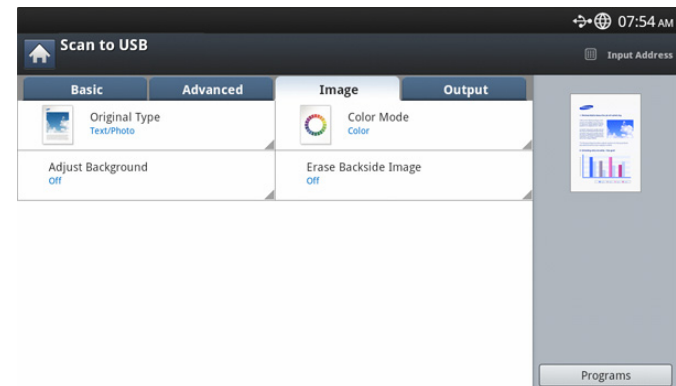 07:54 AM
Scan to USB
Input Address
Basic
Advanced
Image
Output
Original Type
Text/Photo
Color Mode
Color
Adjust Background
Off
Erase Backside Image
Off
Programs